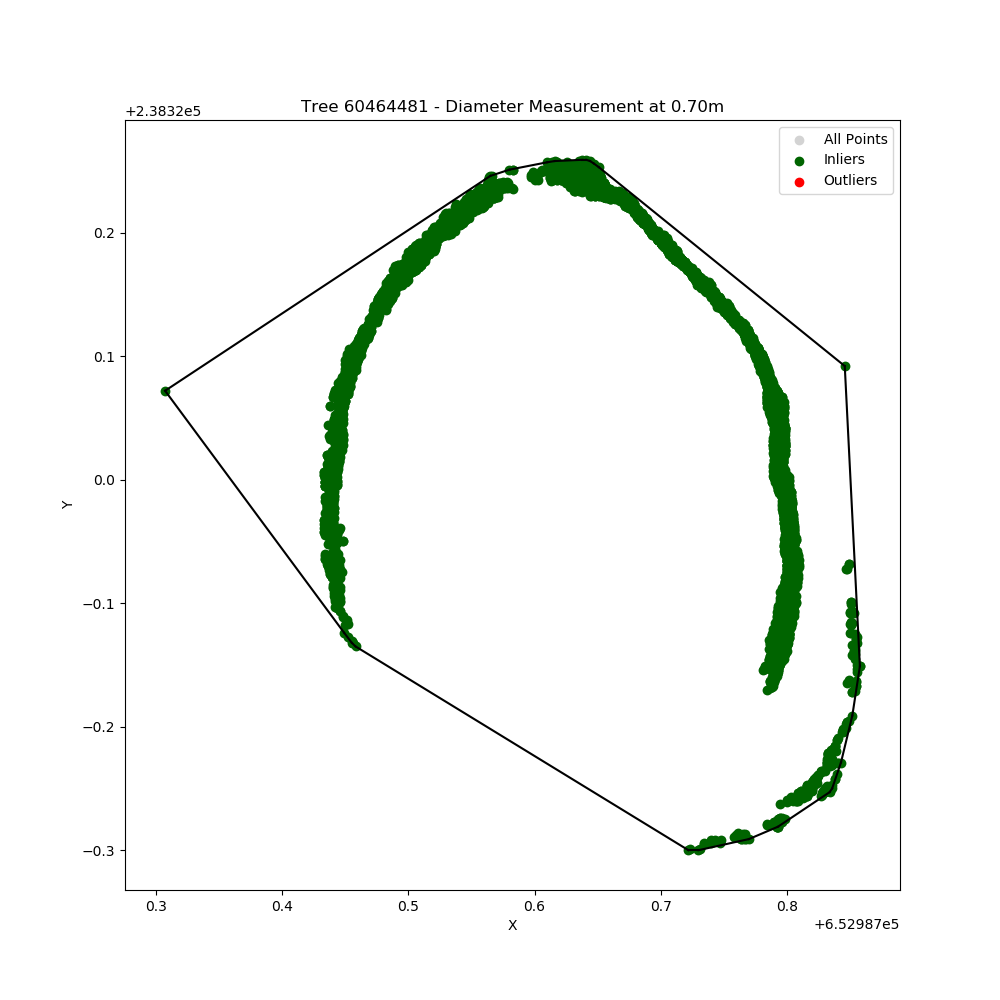 Tree 60464481 - Diameter Measurement at 0.70m
+2.3832e5
All Points
Inliers
Outliers
0.2
0.1
0.0
−0.1
−0.2
−0.3
Y
0.3 0.4 0.5 0.6 0.7 0.8
X
+6.52987e5